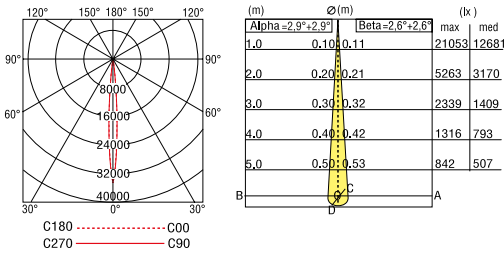 120° 150° 180° 150° 120°
90° 90°
8000
60° 16000 60°
24000
32000
40000
30° 0° 30°
C180 C00
C270 C90
(m) Ø(m) (lx)
Alpha=2,9°+2,9° Beta=2,6°+2,6° max med
1.0 0.10 0.11 21053 1268
2.0 0.20 0.21 5263 3170
3.0 0.30 0.32 2339 1409
4.0 0.40 0.42 1316 793
5.0 0.50 0.53 842 507
B C A
D